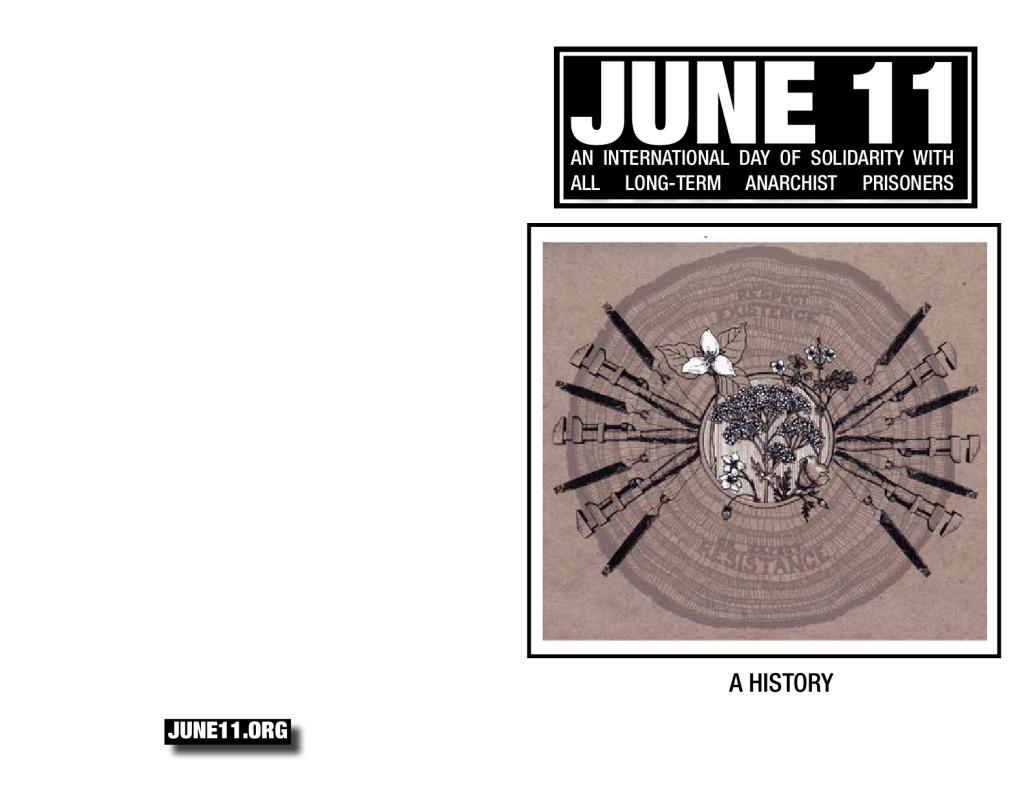 JUNE 11
AN INTERNATIONAL DAY OF SOLIDARITY WITH
ALL LONG-TERM ANARCHIST PRISONERS
RESPECT
EXISTENCE
RESISTANCE
A HISTORY
JUNE11.ORG